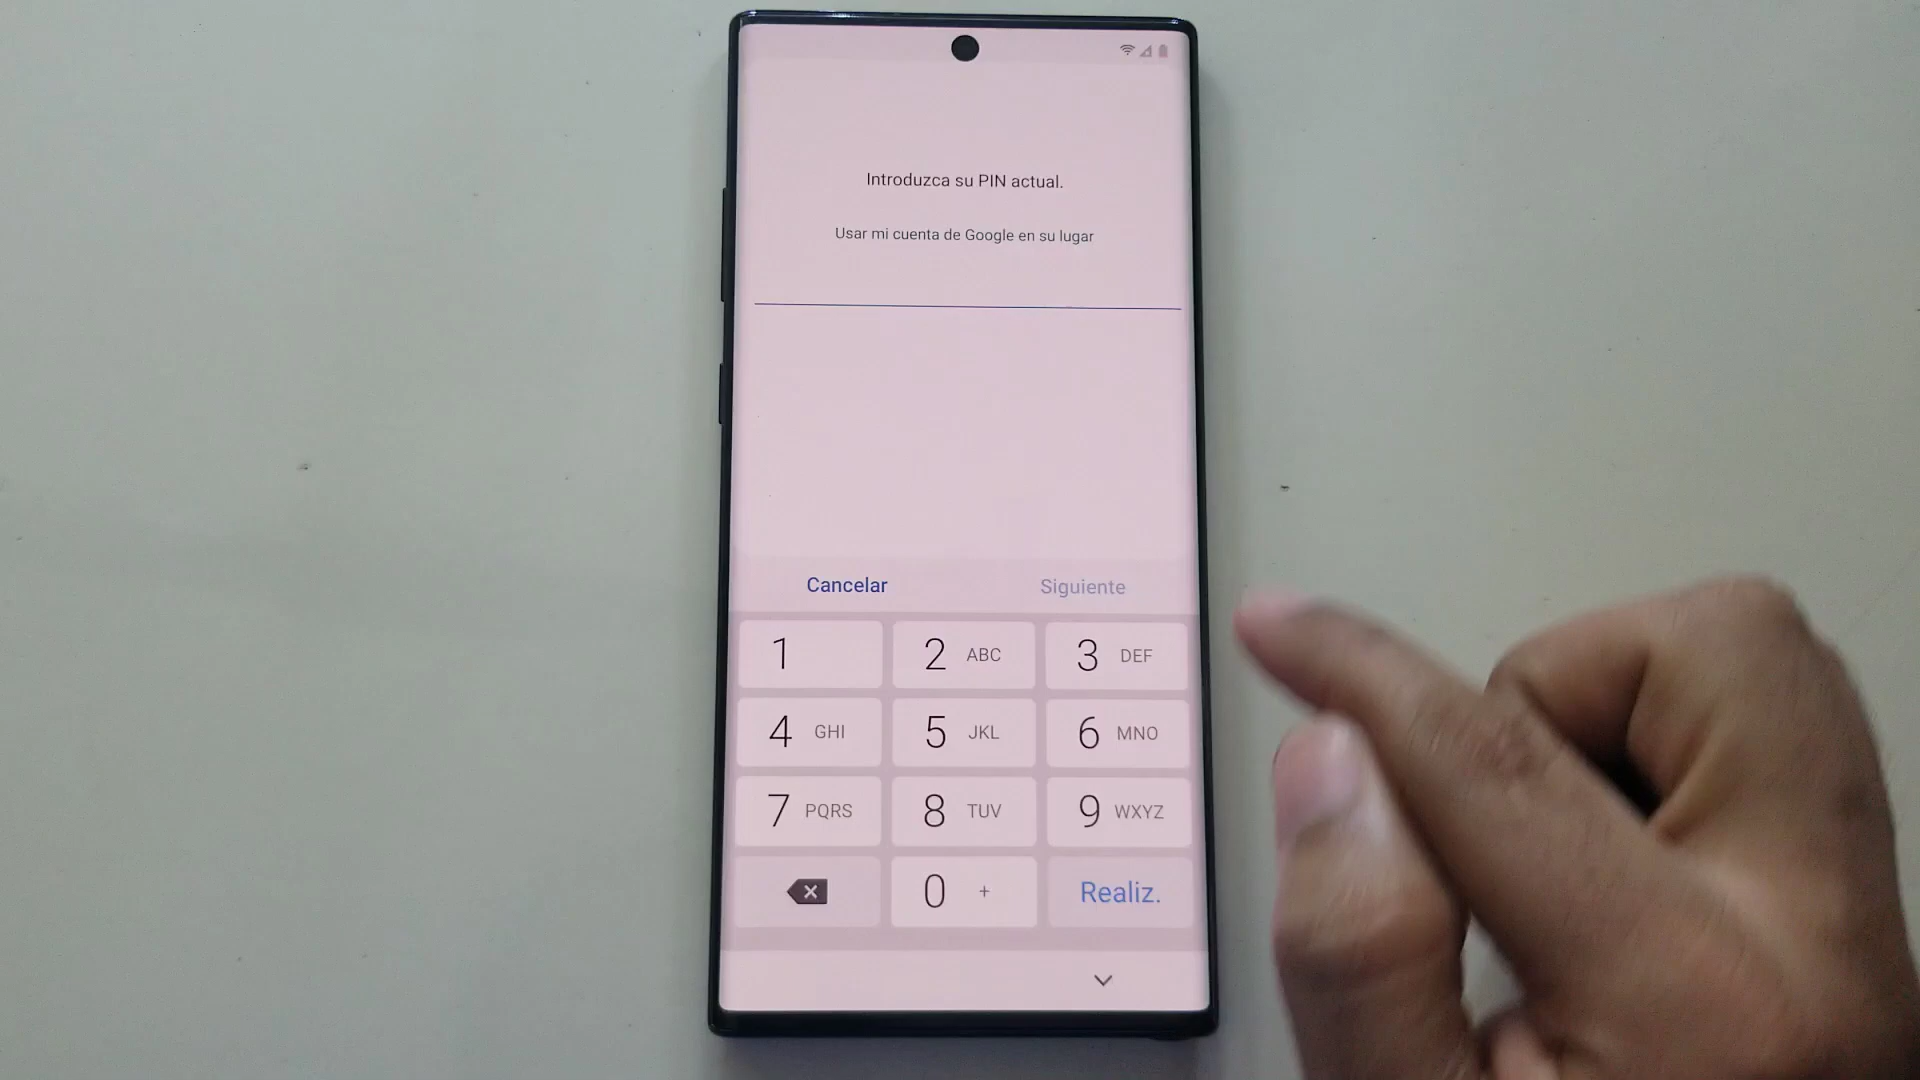 Introduzca su PIN actual.
Usar mi cuenta de Google en su lugar
Cancelar Siguiente
1 2 ABC 3 DEF
4 GHI 5 JKL 6 MNO
7 PQRS 8 TUV 9 WXYZ
0 + Realiz.